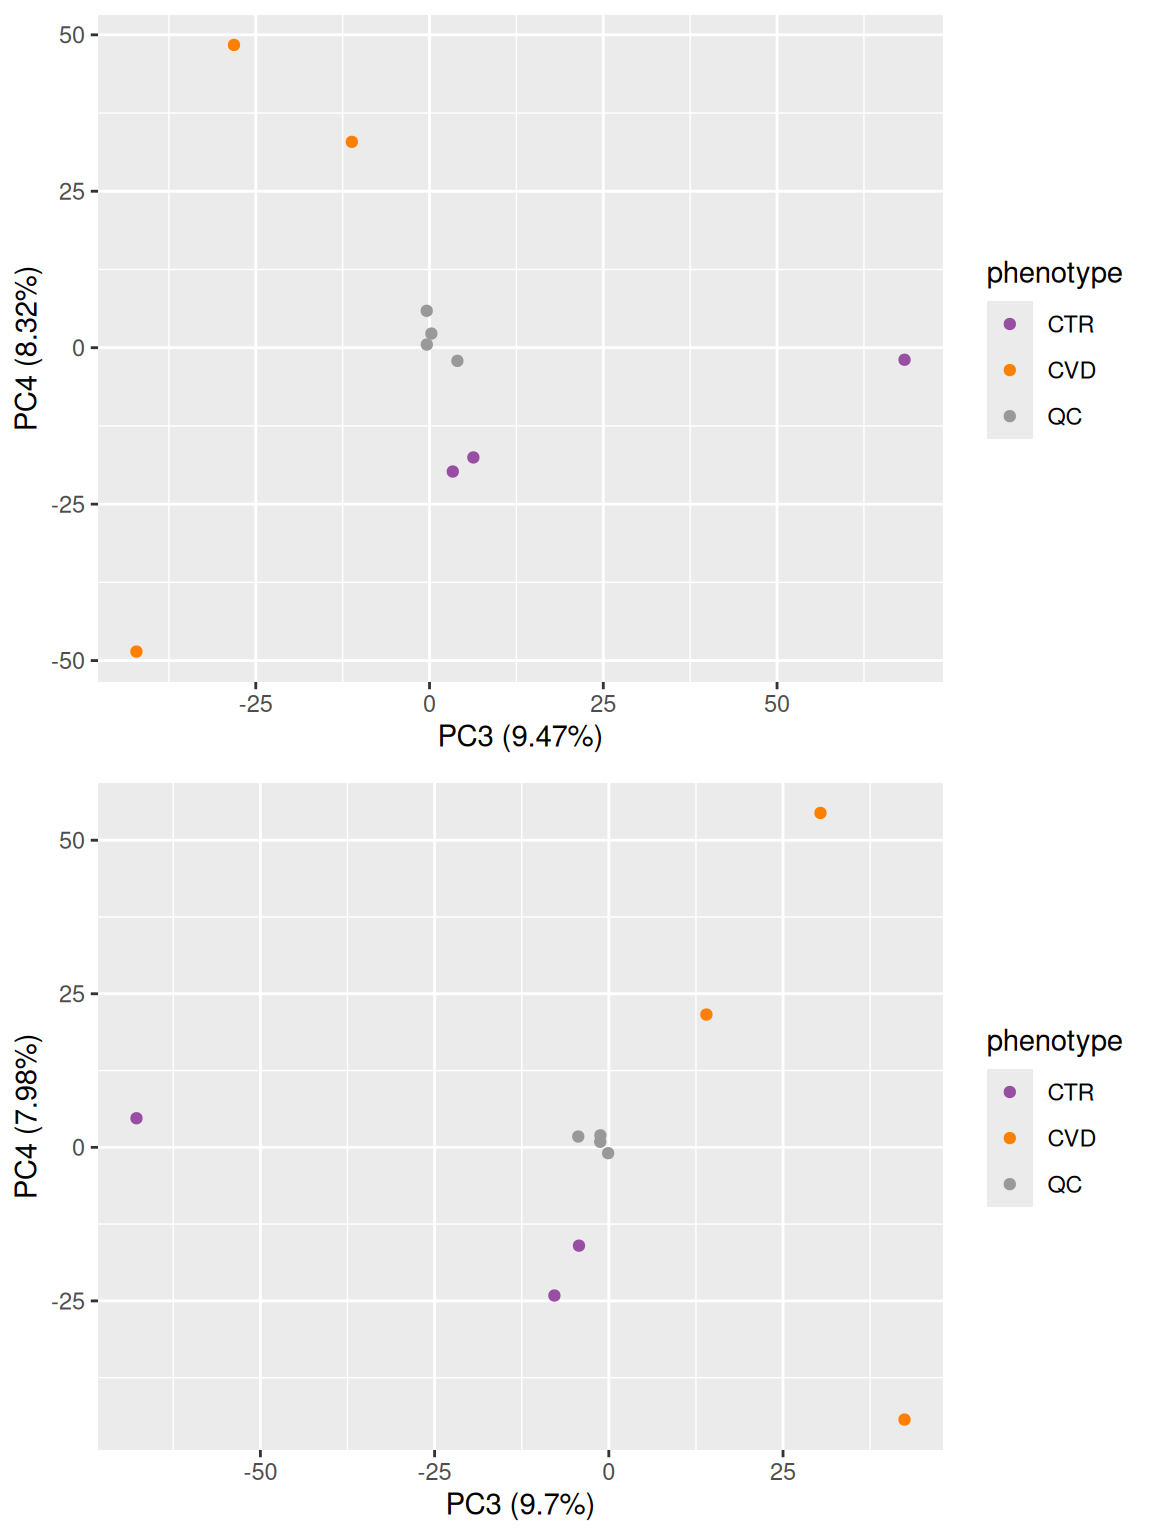 50
25
0
-25
-50
PC4 (8.32%)
-25 0 25 50
PC3 (9.47%)
phenotype
CTR
CVD
QC
50
25
0
-25
PC4 (7.98%)
-50 -25 0 25
PC3 (9.7%)
phenotype
CTR
CVD
QC